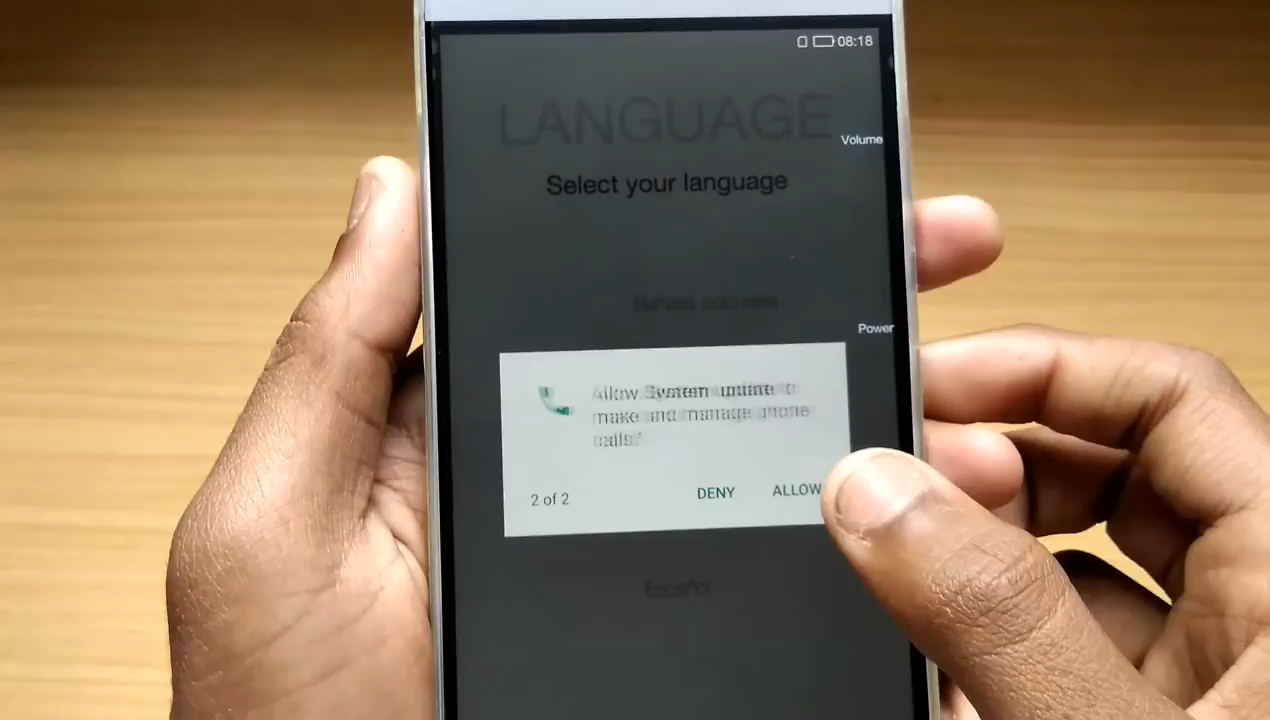 08:18
LANGUAGE
Volume
Select your language
Power
Allow System update to
make and manage phone
calls?
2 of 2
DENY
ALLOW
Español